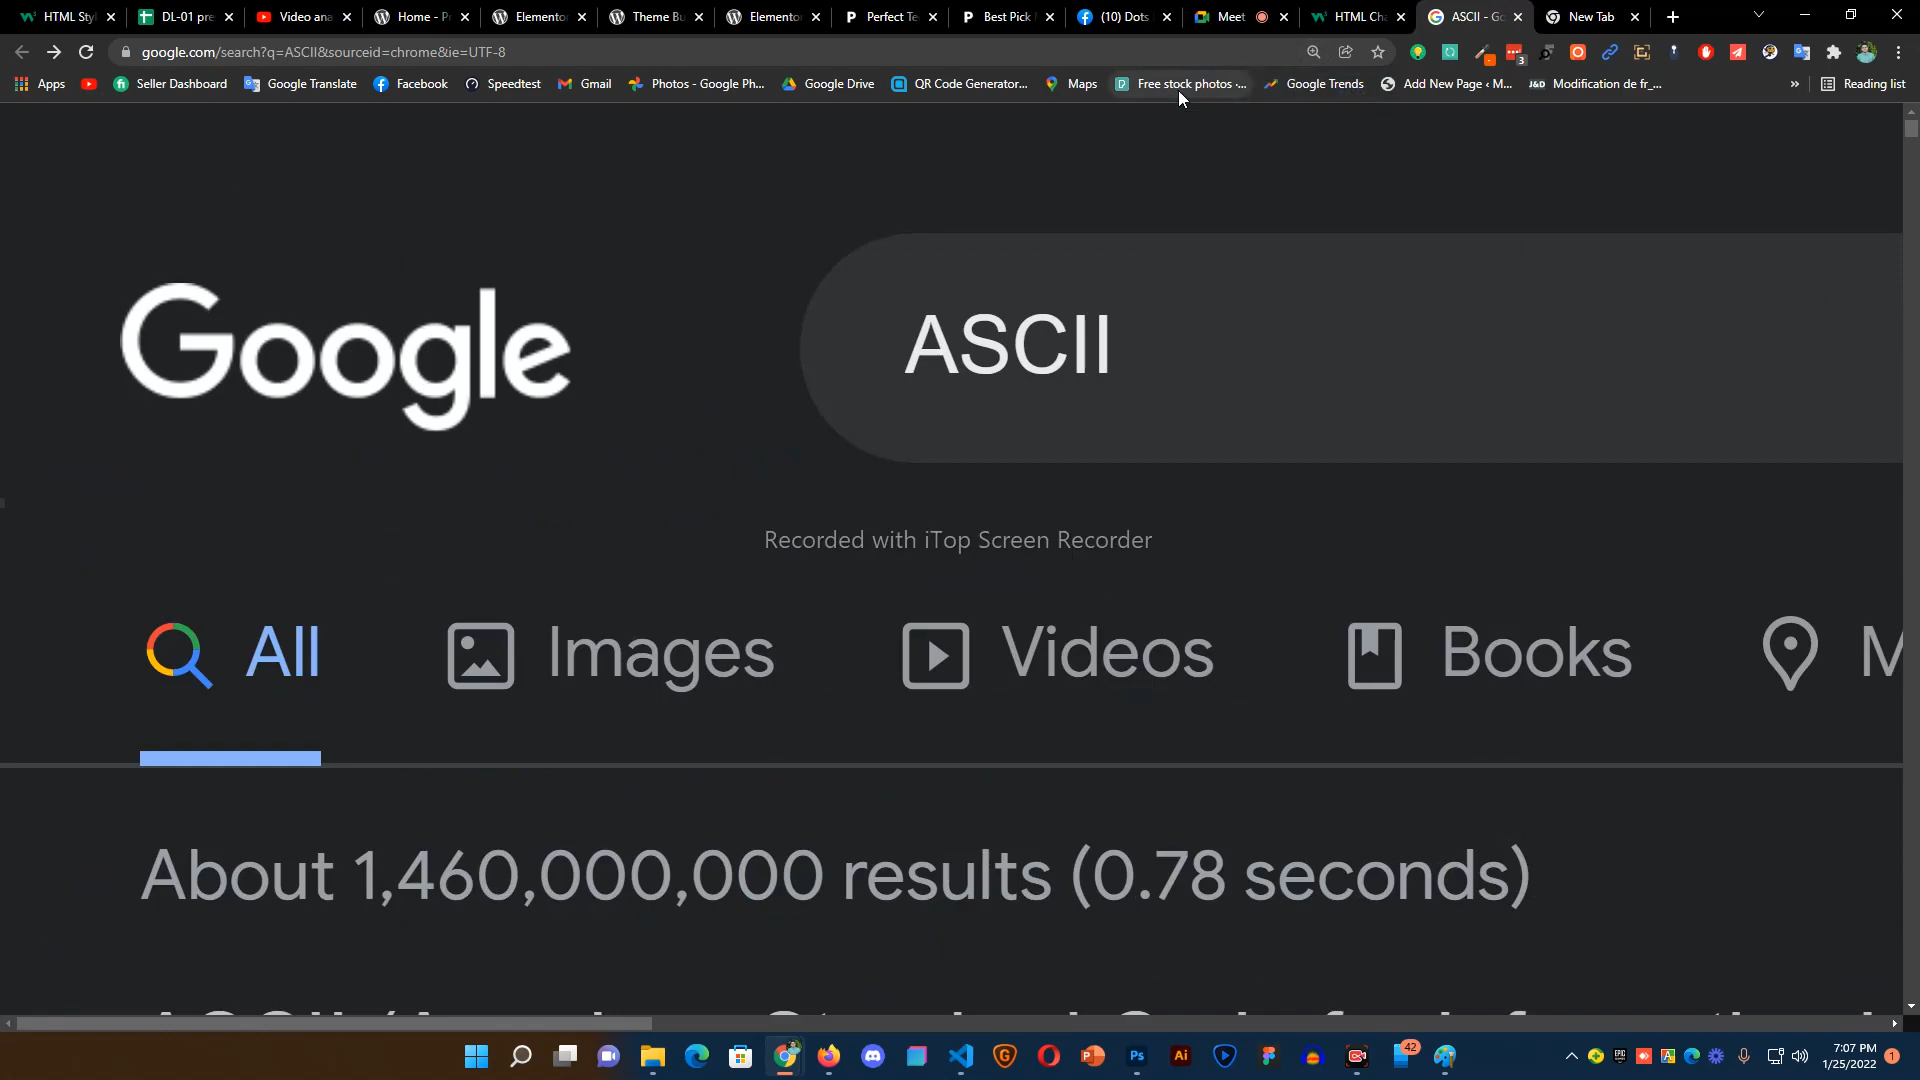 HTML Sty
DL-01 pre
Video ana
Home - P
Elemento
Theme Bu
Elemento
Perfect Te
Best Pick
(10) Dots
Meet
HTML Cha
ASCII - Go
New Tab
google.com/search?q=ASCII&sourceid=chrome&ie=UTF-8
Apps
Seller Dashboard
Google Translate
Facebook
Speedtest
Gmail
Photos - Google Ph...
Google Drive
QR Code Generator...
Maps
Free stock photos ·...
Google Trends
Add New Page ‹ M...
J&D
Modification de fr_...
»
Reading list
Google
ASCII
Recorded with iTop Screen Recorder
All
Images
Videos
Books
M
About 1,460,000,000 results (0.78 seconds)
7:07 PM
1/25/2022